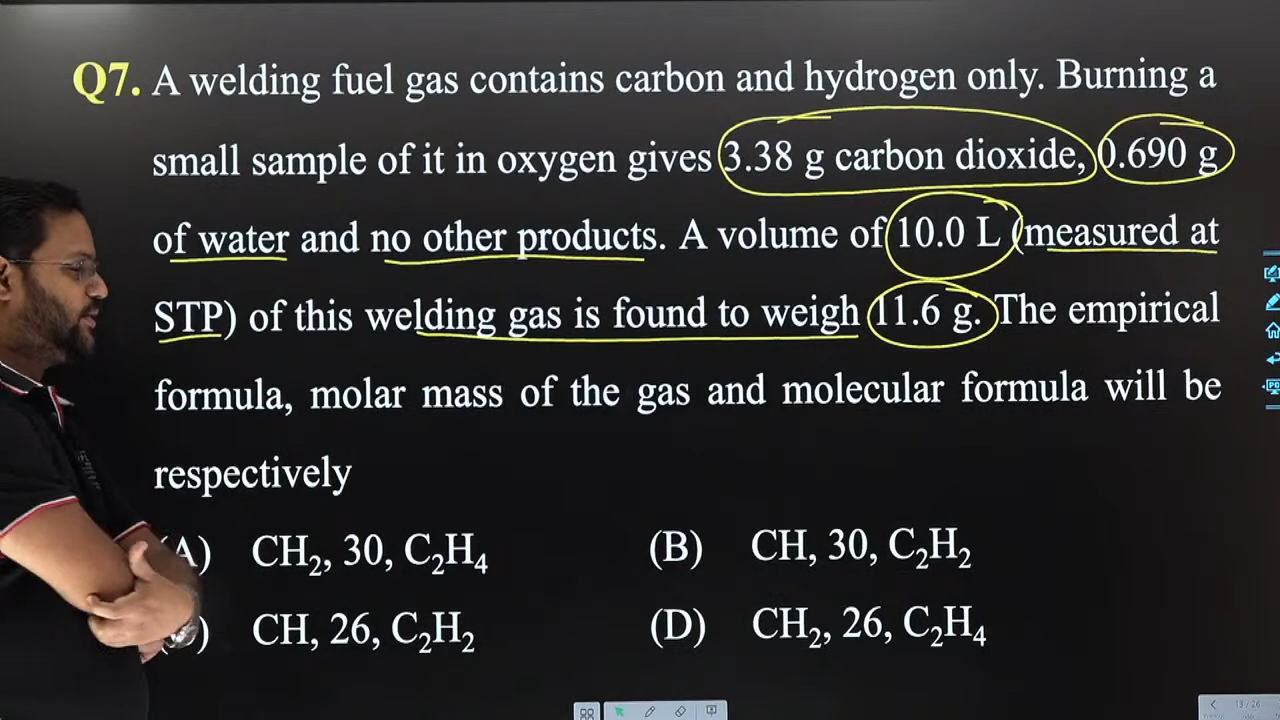 Q7. A welding fuel gas contains carbon and hydrogen only. Burning a
small sample of it in oxygen gives 3.38 g carbon dioxide, 0.690 g
of water and no other products. A volume of 10.0 L (measured at
STP) of this welding gas is found to weigh 11.6 g. The empirical
formula, molar mass of the gas and molecular formula will be
respectively
A) CH₂, 30, C₂H₄ (B) CH, 30, C₂H₂
) CH, 26, C₂H₂ (D) CH₂, 26, C₂H₄
13 / 26